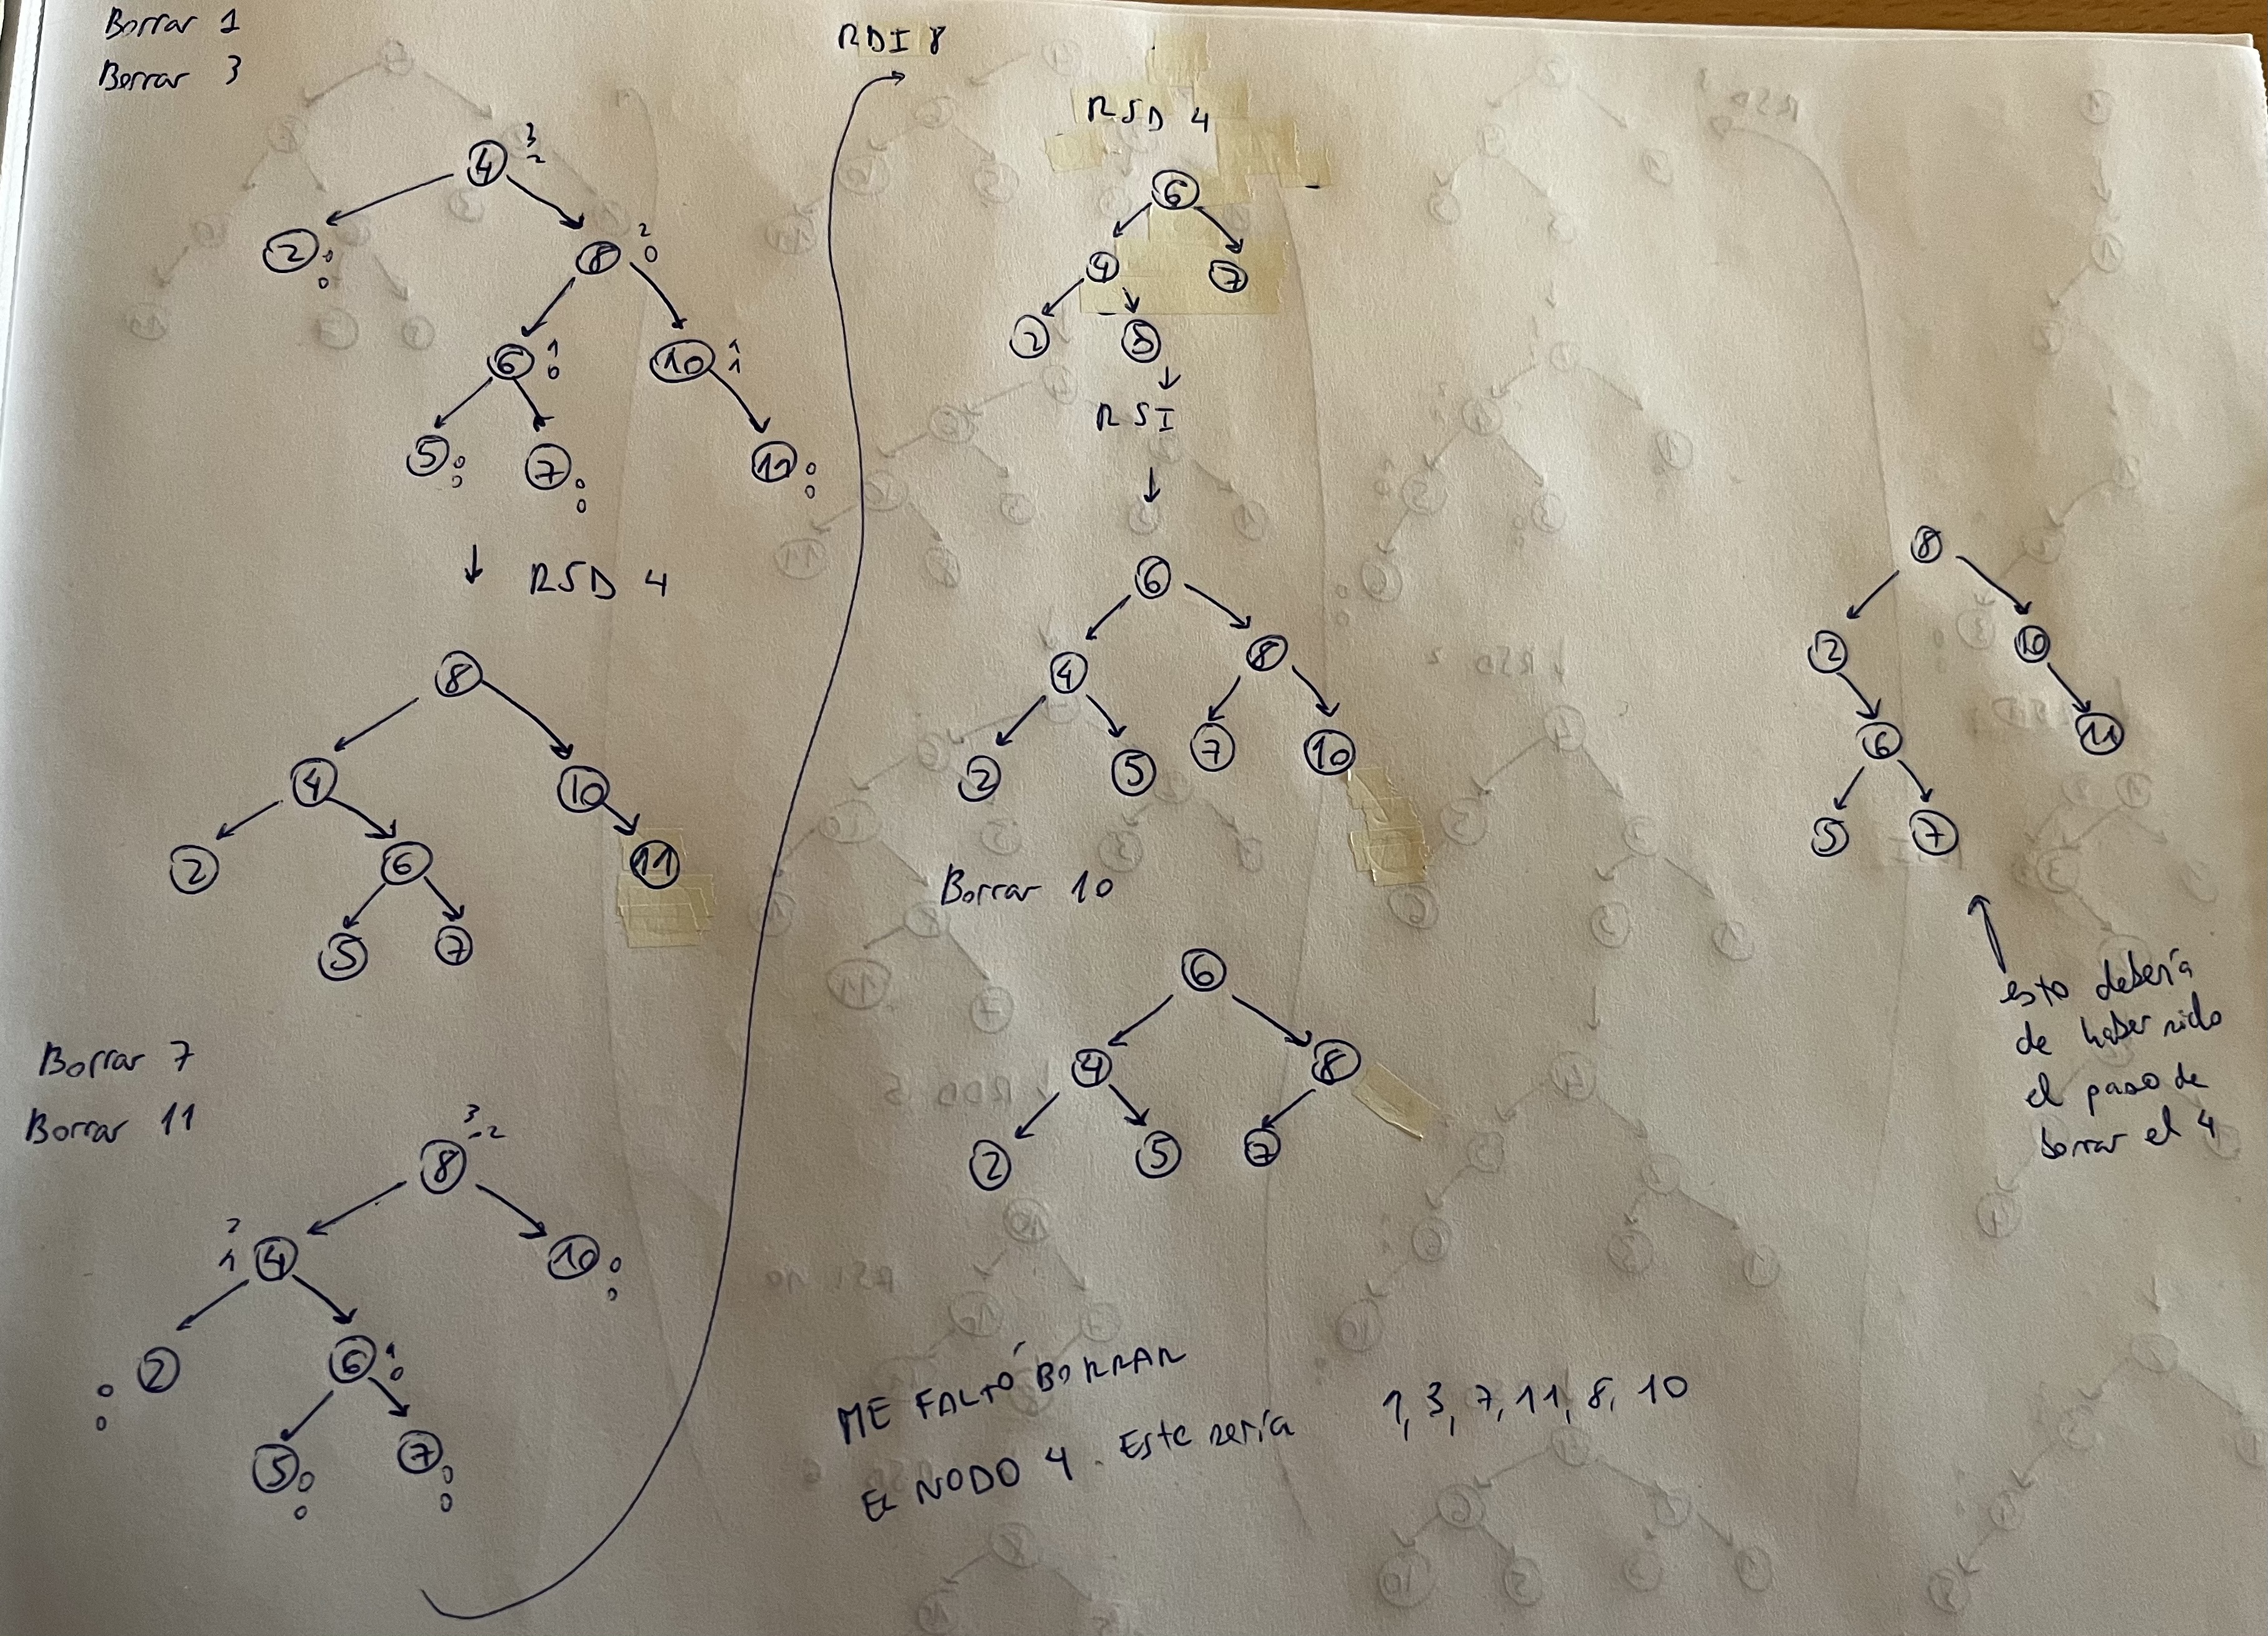 Borrar 1
Borrar 3
4 3 2
2 0 0
8 2 0
6 1 0
10 1 1
5 0 0
7 0 0
11 0 0
↓ RSD 4
8
4
10
2
6
11
5
7
Borrar 7
Borrar 11
8 3 -2
2 1 4
10 0 0
0 0 2
6 1 0
5 0 0
7 0 0
RDI 8
RSD 4
6
4
7
2
5
↓
RSI
↓
6
4
8
2
5
7
10
Borrar 10
6
4
8
2
5
7
ME FALTÓ BORRAR
EL NODO 4. Este sería 1, 3, 7, 11, 8, 10
8
2
10
6
11
5
7
esto debería
de haber sido
el paso de
borrar el 4